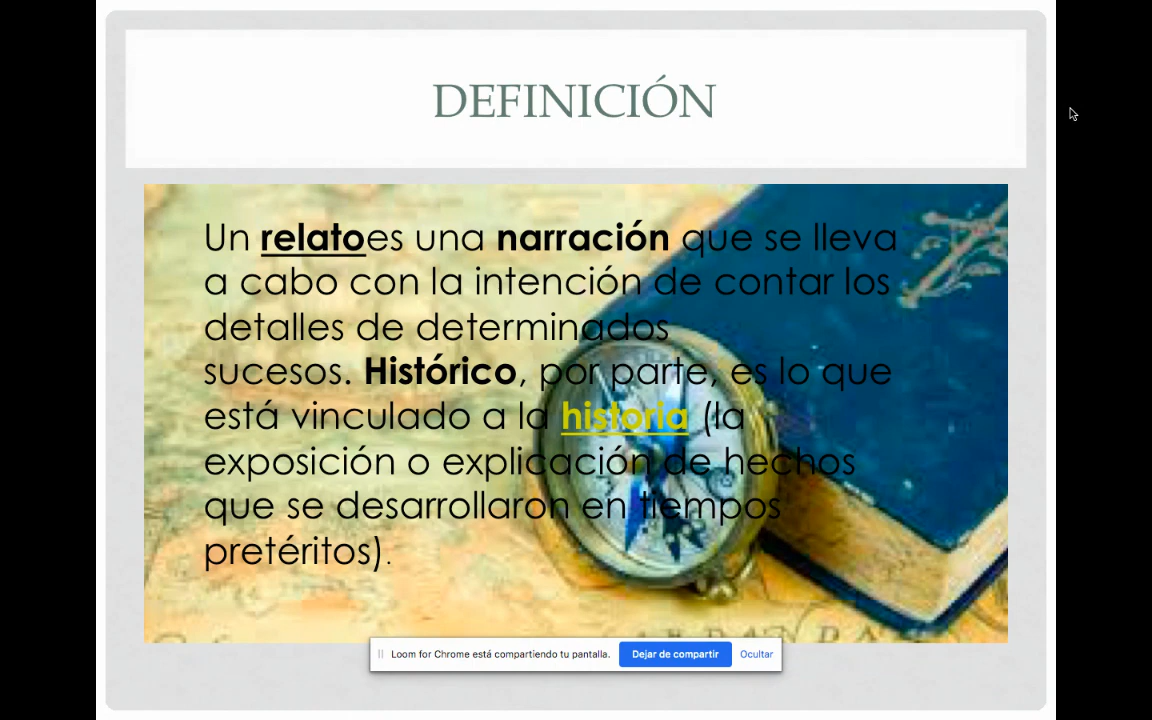 DEFINICIÓN
Un relatoes una narración que se lleva
a cabo con la intención de contar los
detalles de determinados
sucesos. Histórico, por parte, es lo que
está vinculado a la historia (la
exposición o explicación de hechos
que se desarrollaron en tiempos
pretéritos).
Loom for Chrome está compartiendo tu pantalla. Dejar de compartir Ocultar